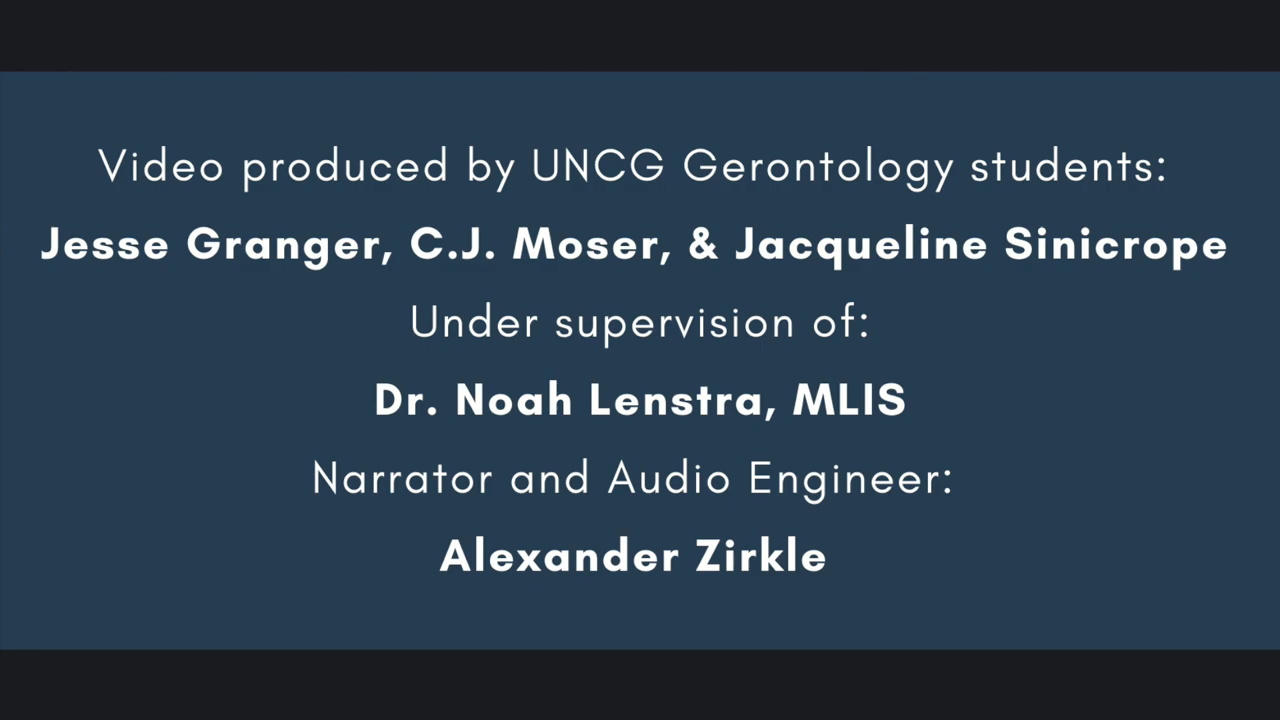 Video produced by UNCG Gerontology students:
Jesse Granger, C.J. Moser, & Jacqueline Sinicrope
Under supervision of:
Dr. Noah Lenstra, MLIS
Narrator and Audio Engineer:
Alexander Zirkle